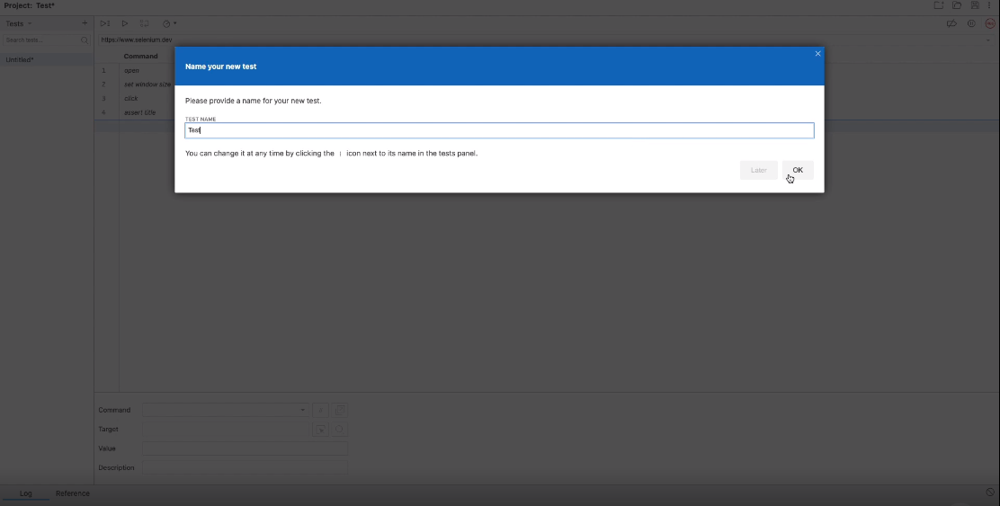 Project: Test*
Tests
+
Search tests...
https://www.selenium.dev
Untitled*
Command
1 open
2 set window size
3 click
4 assert title
Name your new test
Please provide a name for your new test.
TEST NAME
Test
You can change it at any time by clicking the ⋮ icon next to its name in the tests panel.
Later
OK
Command
Target
Value
Description
Log
Reference